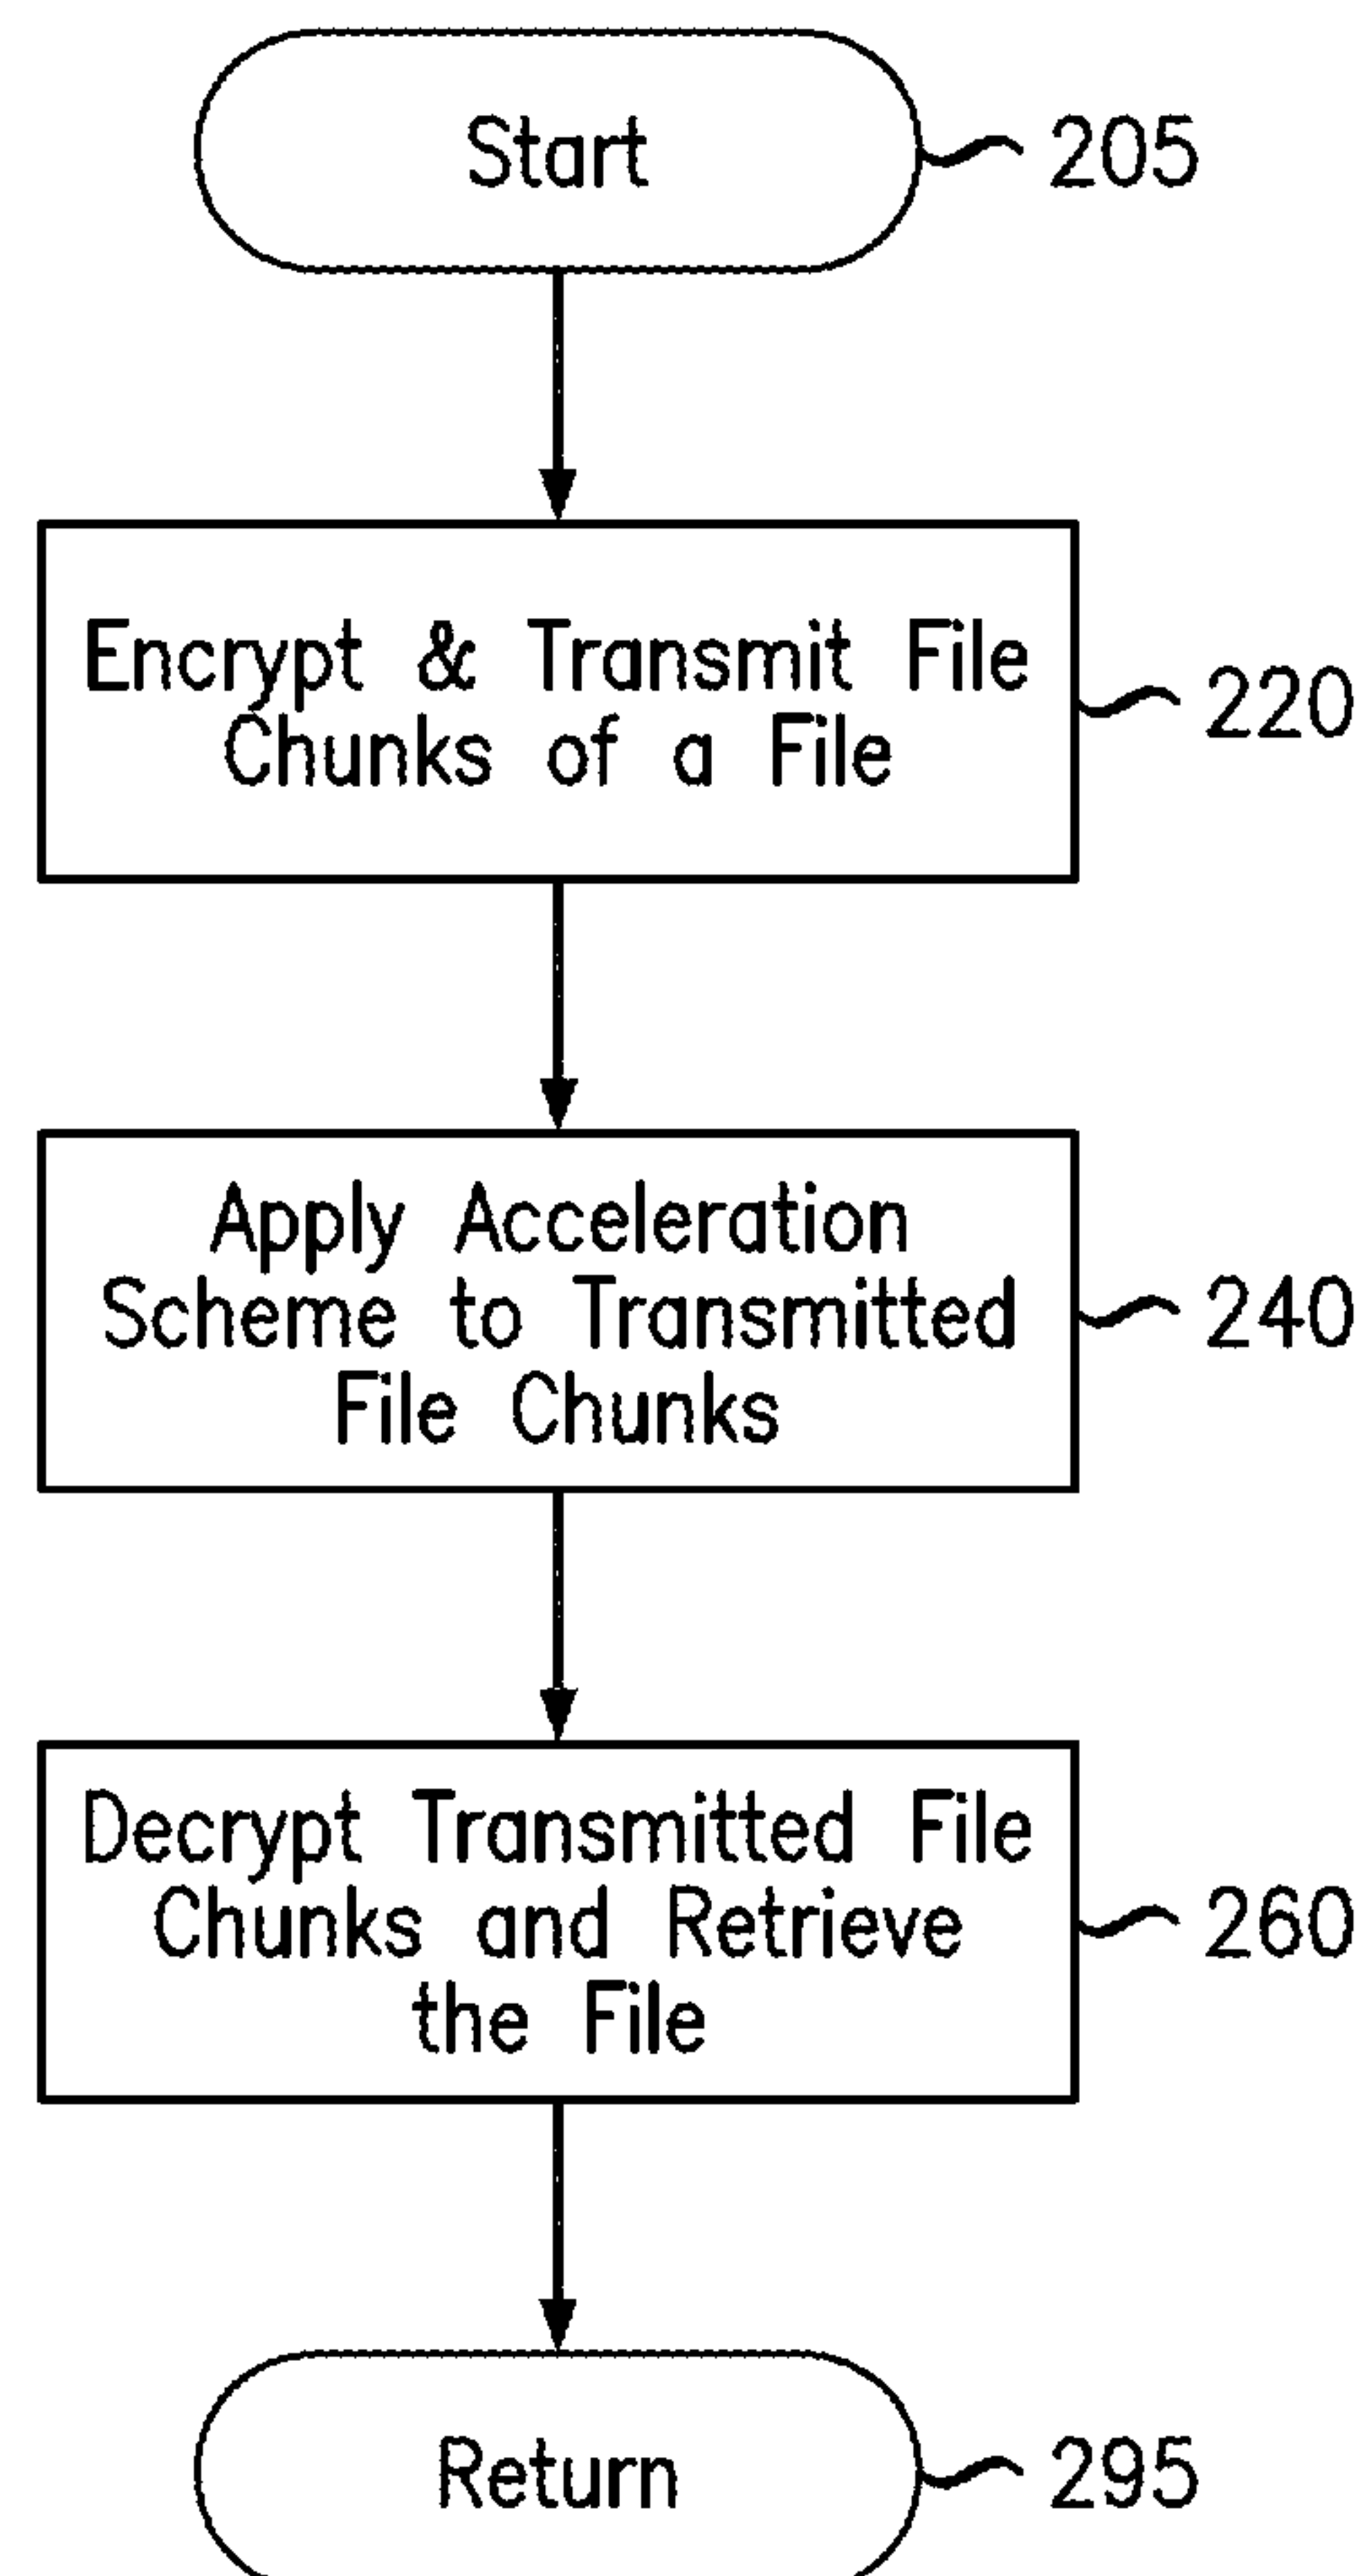 Start
205
Encrypt & Transmit File
Chunks of a File
220
Apply Acceleration
Scheme to Transmitted
File Chunks
240
Decrypt Transmitted File
Chunks and Retrieve
the File
260
Return
295